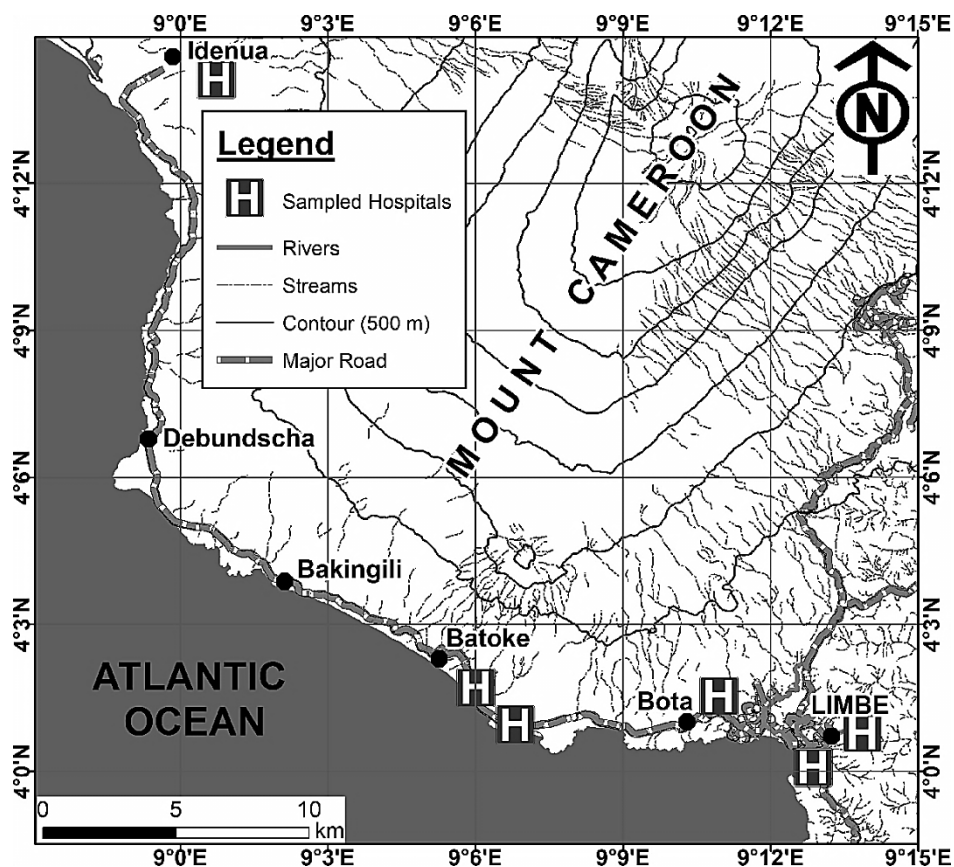 9°0'E 9°3'E 9°6'E 9°9'E 9°12'E 9°15'E
Idenua
H
N
Legend
H Sampled Hospitals
Rivers
Streams
Contour (500 m)
Major Road
MOUNT CAMEROON
4°12'N 4°12'N
4°9'N 4°9'N
Debundscha
4°6'N 4°6'N
Bakingili
4°3'N 4°3'N
Batoke
H
ATLANTIC
OCEAN
H
Bota
H
LIMBE
H
H
4°0'N 4°0'N
0 5 10
km
9°0'E 9°3'E 9°6'E 9°9'E 9°12'E 9°15'E